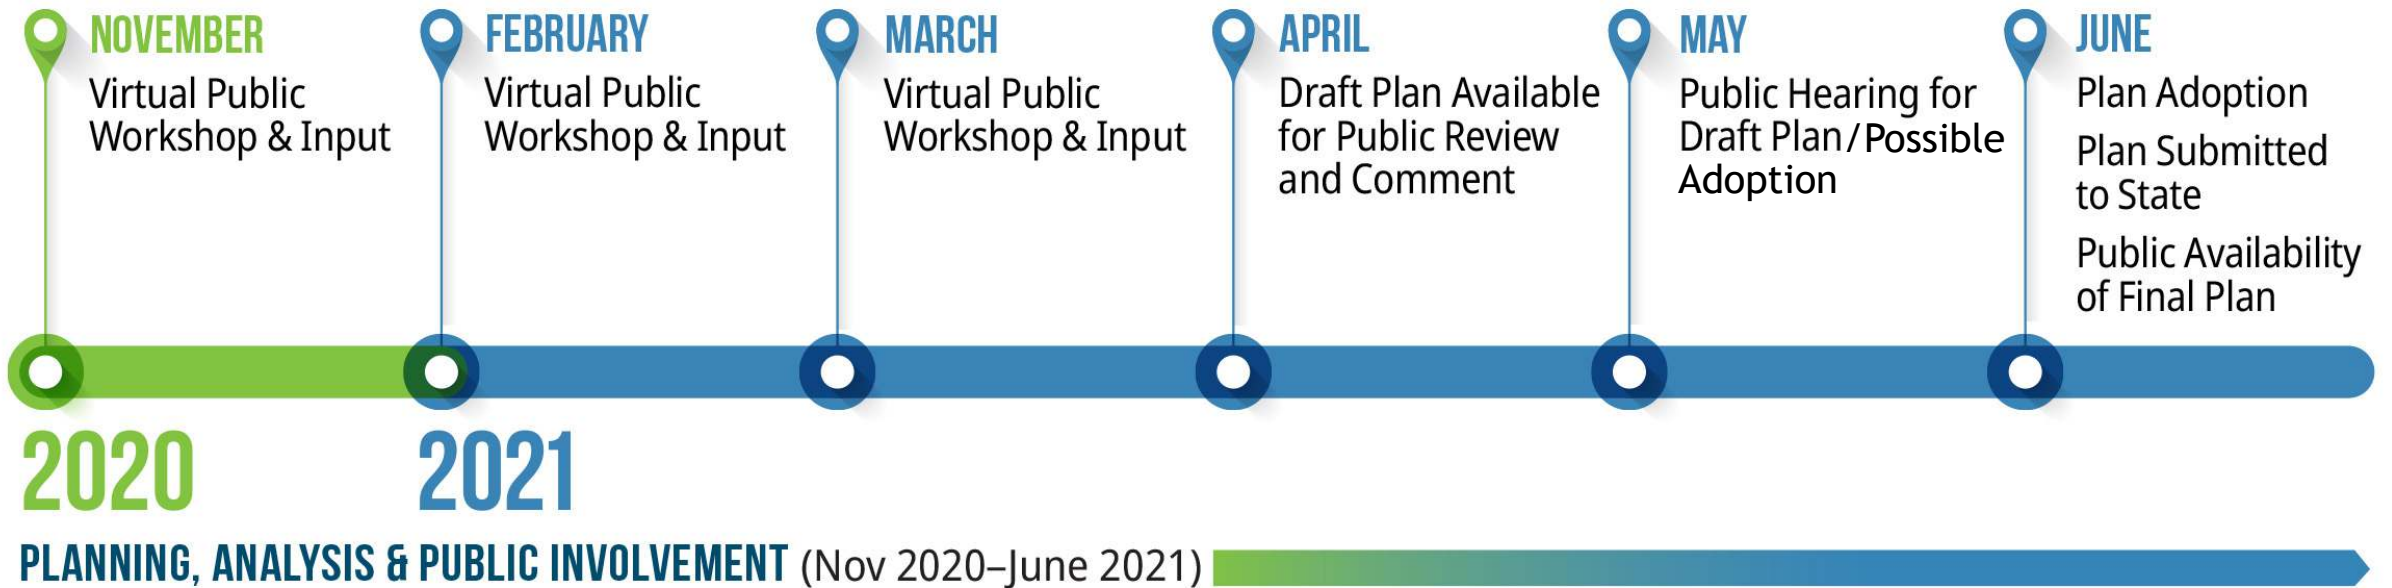 NOVEMBER
Virtual Public
Workshop & Input
FEBRUARY
Virtual Public
Workshop & Input
MARCH
Virtual Public
Workshop & Input
APRIL
Draft Plan Available
for Public Review
and Comment
MAY
Public Hearing for
Draft Plan/Possible
Adoption
JUNE
Plan Adoption
Plan Submitted
to State
Public Availability
of Final Plan
2020
2021
PLANNING, ANALYSIS & PUBLIC INVOLVEMENT (Nov 2020–June 2021)